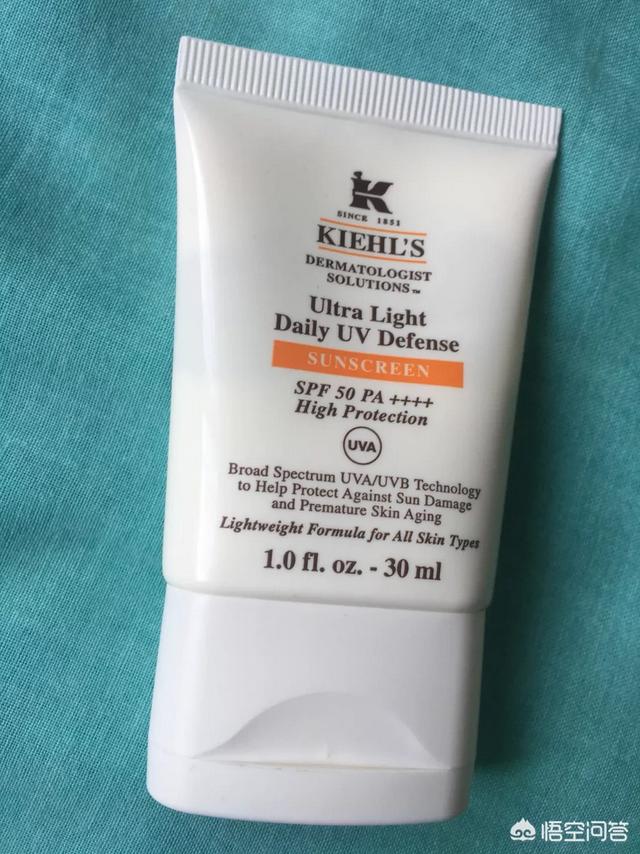 K
SINCE 1851
KIEHL'S
DERMATOLOGIST
SOLUTIONS™
Ultra Light
Daily UV Defense
SUNSCREEN
SPF 50 PA ++++
High Protection
UVA
Broad Spectrum UVA/UVB Technology
to Help Protect Against Sun Damage
and Premature Skin Aging
Lightweight Formula for All Skin Types
1.0 fl. oz. - 30 ml
悟空问答